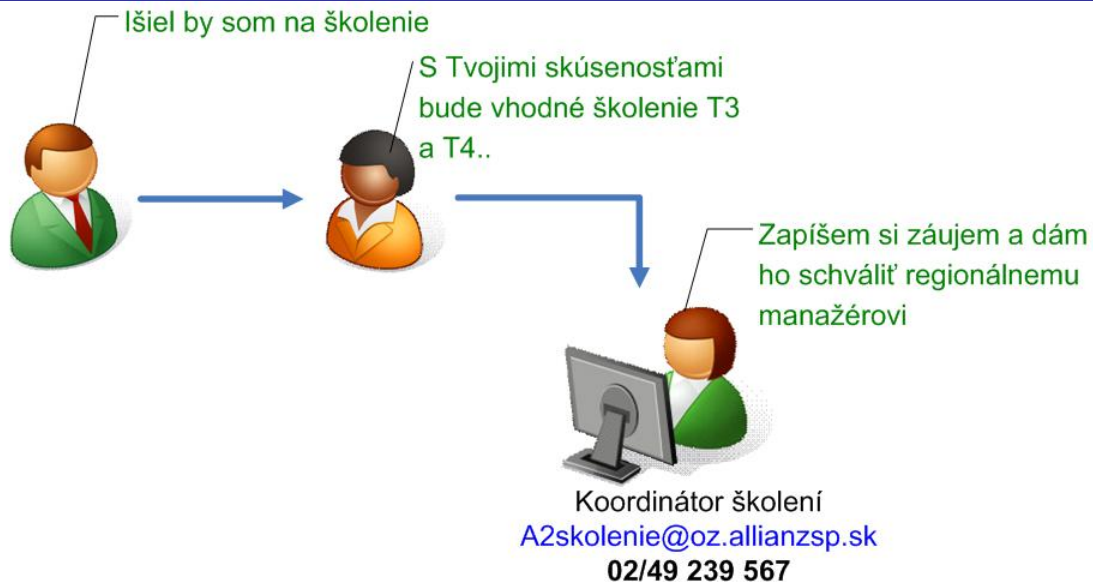 Išiel by som na školenie
S Tvojimi skúsenosťami
bude vhodné školenie T3
a T4..
Zapíšem si záujem a dám
ho schváliť regionálnemu
manažérovi
Koordinátor školení
A2skolenie@oz.allianzsp.sk
02/49 239 567